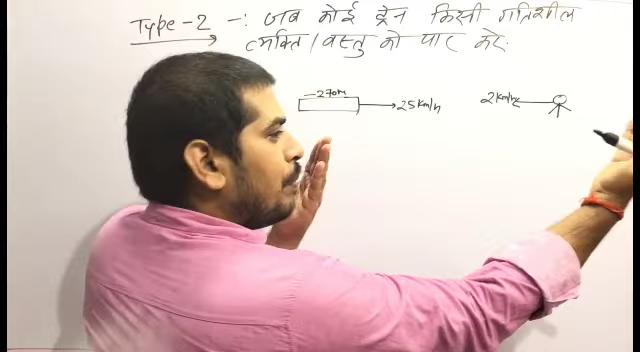 Type-2 -: जब कोई ट्रेन किसी गतिशील
व्यक्ति/वस्तु को पार करे.
270m
25km/h
2km/h